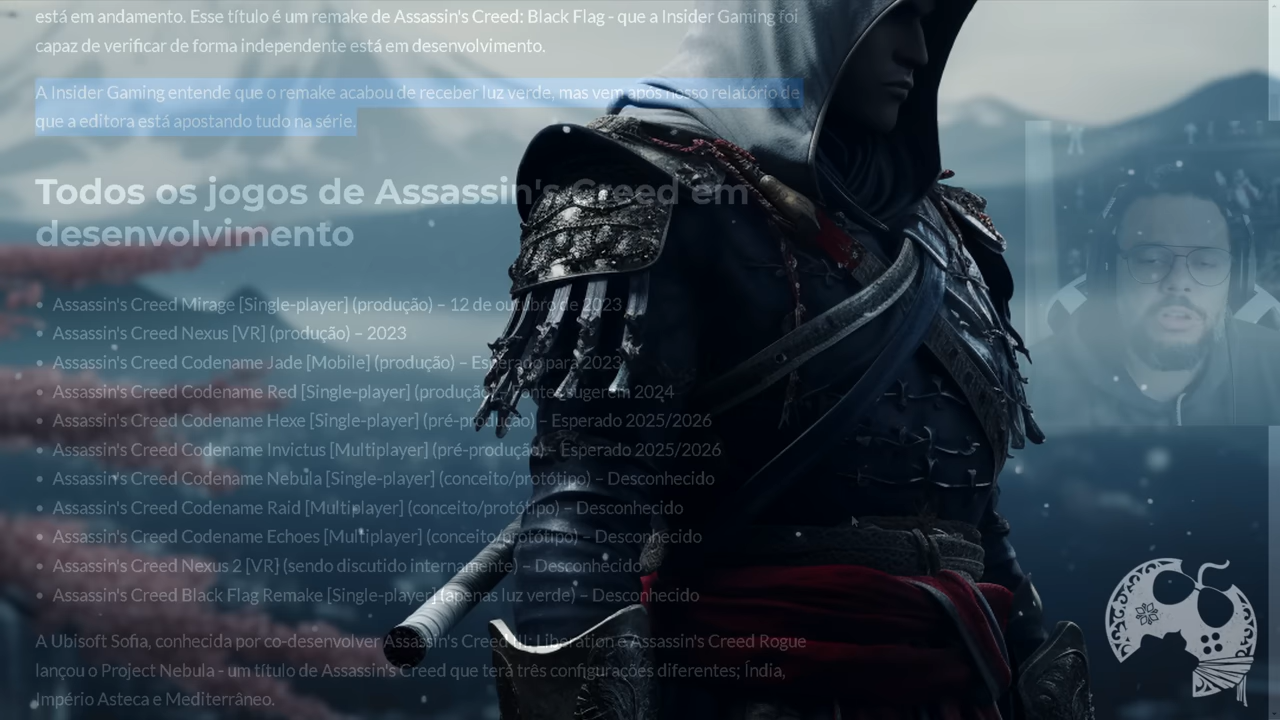 está em andamento. Esse título é um remake de Assassin's Creed: Black Flag - que a Insider Gaming foi
capaz de verificar de forma independente está em desenvolvimento.
A Insider Gaming entende que o remake acabou de receber luz verde, mas vem após nosso relatório de
que a editora está apostando tudo na série.
Todos os jogos de Assassin's Creed em
desenvolvimento
• Assassin's Creed Mirage [Single-player] (produção) – 12 de outubro de 2023
• Assassin's Creed Nexus [VR] (produção) – 2023
• Assassin's Creed Codename Jade [Mobile] (produção) – Esperado para 2023
• Assassin's Creed Codename Red [Single-player] (produção) 2024
• Assassin's Creed Codename Hexe [Single-player] (pré-produção) – Esperado 2025/2026
• Assassin's Creed Codename Invictus [Multiplayer] (pré-produção) – Esperado 2025/2026
• Assassin's Creed Codename Nebula [Single-player] (conceito/protótipo) – Desconhecido
• Assassin's Creed Codename Raid [Multiplayer] (conceito/protótipo) – Desconhecido
• Assassin's Creed Codename Echoes [Multiplayer] (conceito/protótipo) – Desconhecido
• Assassin's Creed Nexus 2 [VR] (sendo discutido internamente) – Desconhecido
• Assassin's Creed Black Flag Remake [Single-player] (apenas luz verde) – Desconhecido
A Ubisoft Sofia, conhecida por co-desenvolver Assassin's Creed Liberation e Assassin's Creed Rogue
lançou o Project Nebula - um título de Assassin's Creed que terá três configurações diferentes; Índia,
Império Asteca e Mediterrâneo.